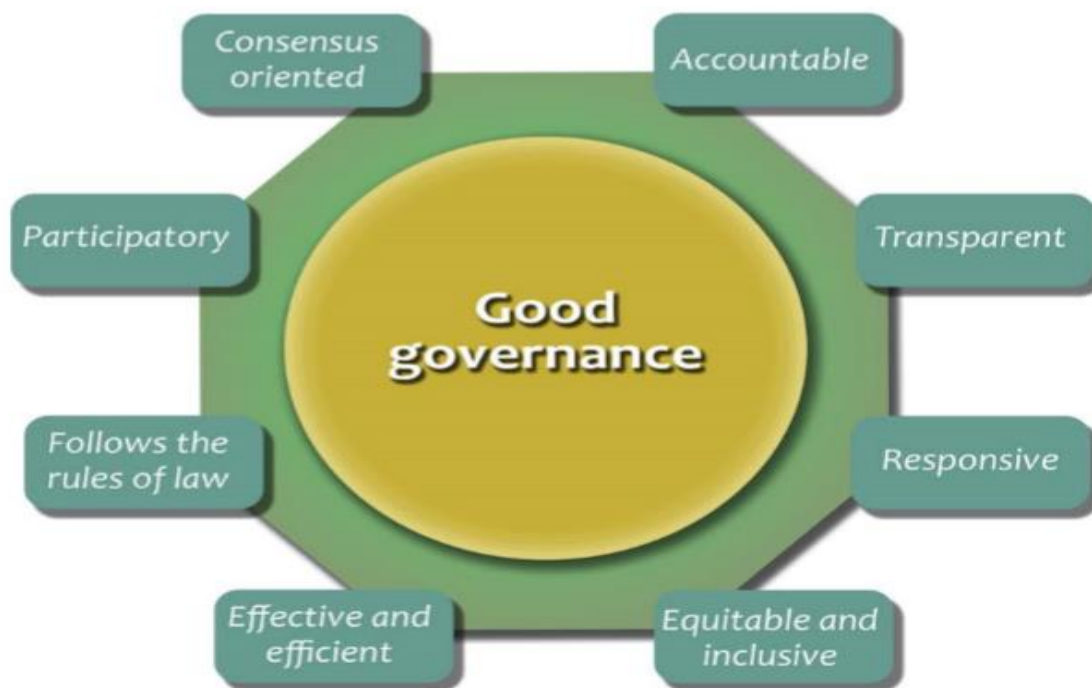 Consensus
oriented
Accountable
Participatory
Transparent
Good
governance
Follows the
rules of law
Responsive
Effective and
efficient
Equitable and
inclusive